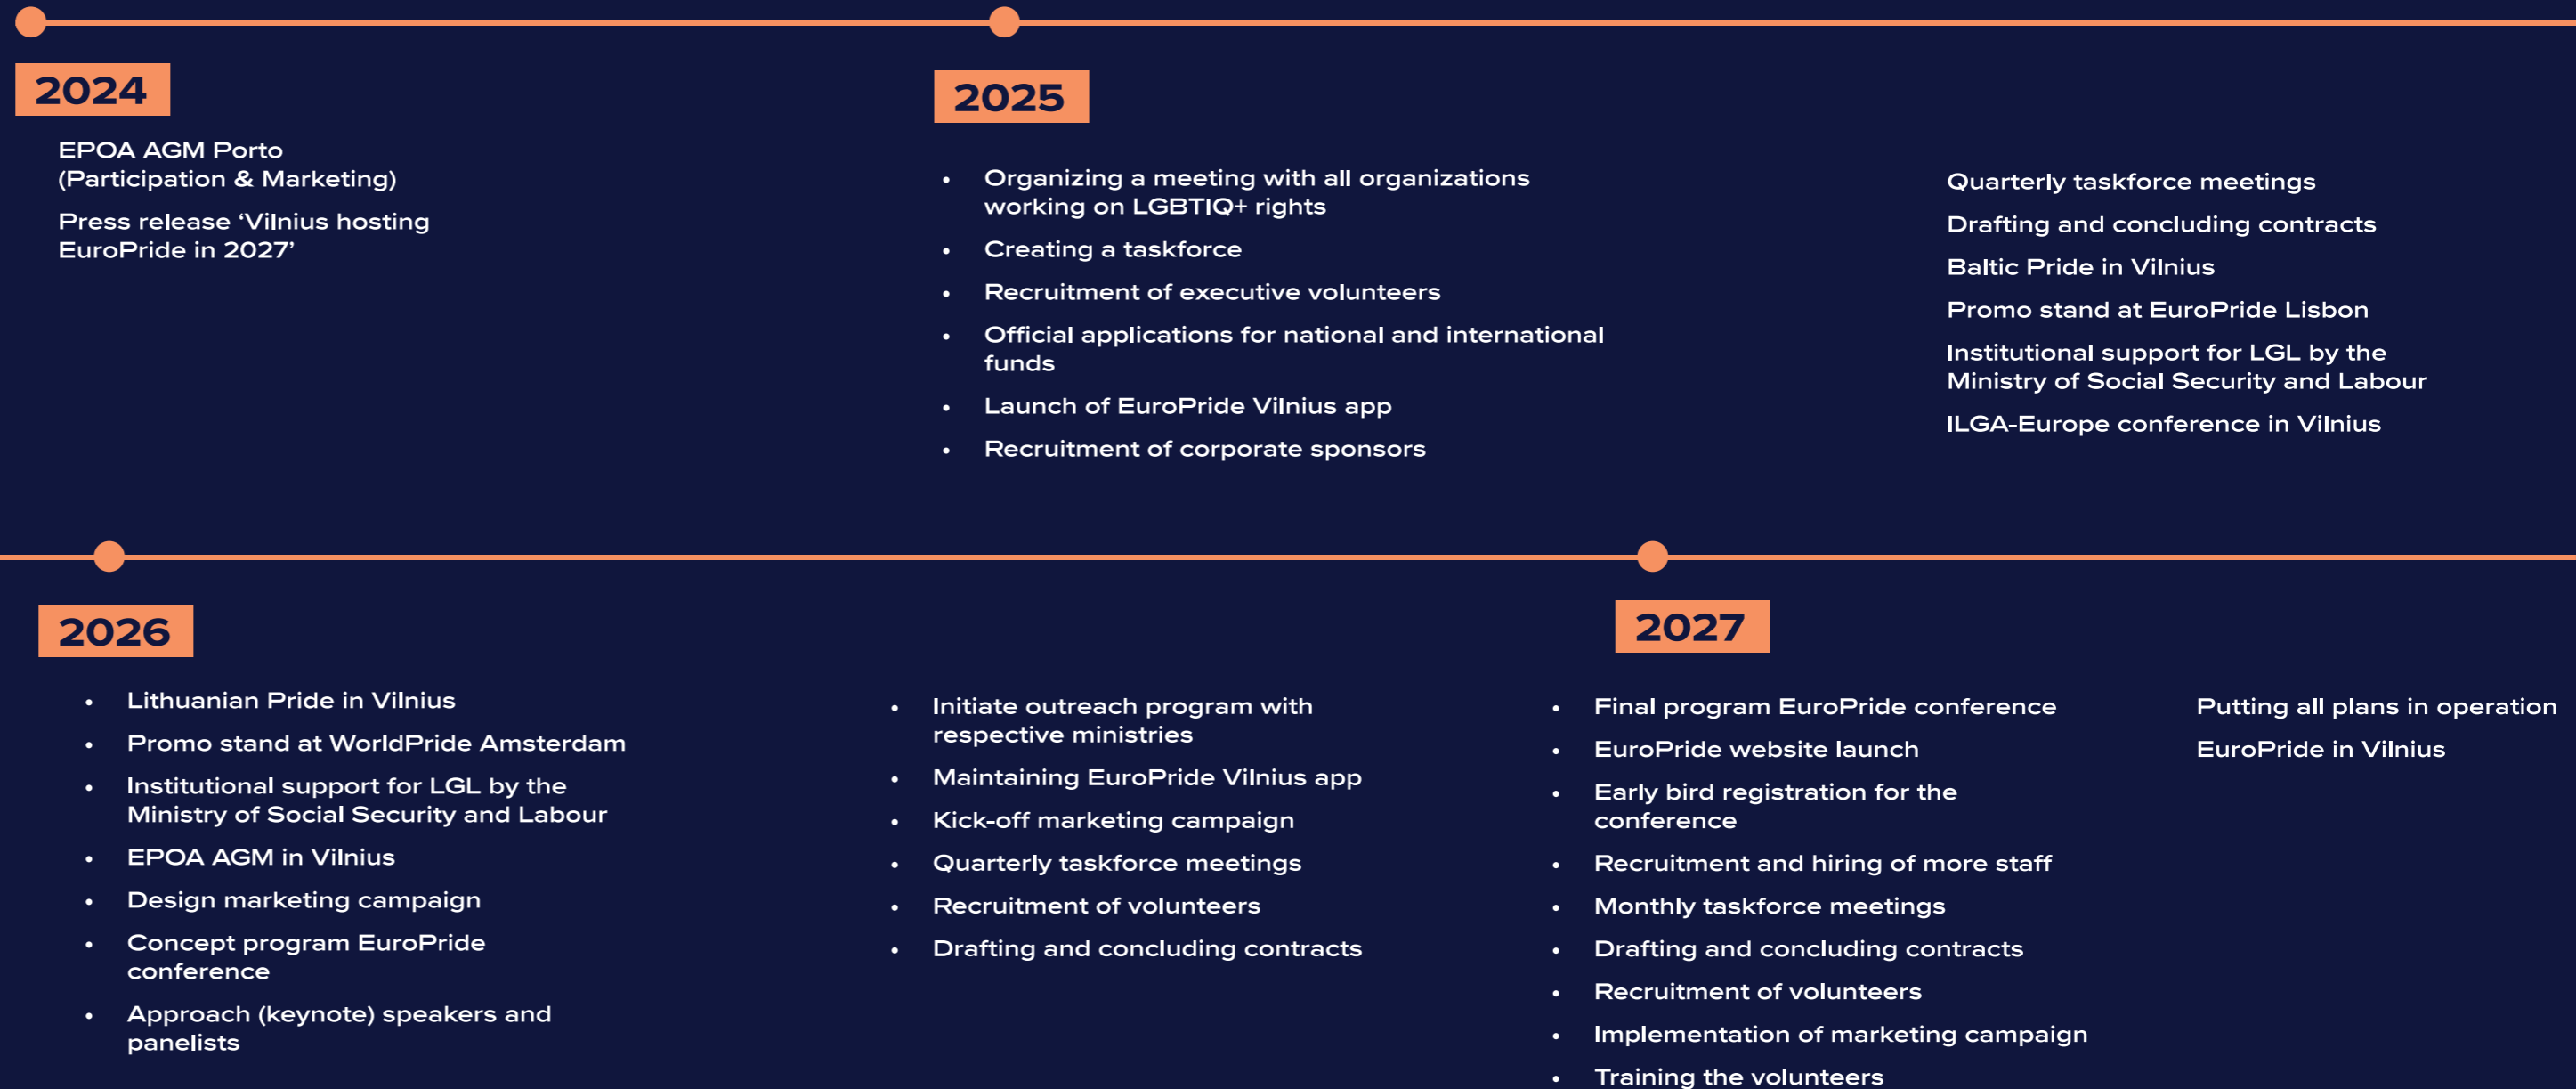 2024
EPOA AGM Porto
(Participation & Marketing)
Press release ‘Vilnius hosting
EuroPride in 2027’
2025
• Organizing a meeting with all organizations
working on LGBTIQ+ rights
• Creating a taskforce
• Recruitment of executive volunteers
• Official applications for national and international
funds
• Launch of EuroPride Vilnius app
• Recruitment of corporate sponsors
Quarterly taskforce meetings
Drafting and concluding contracts
Baltic Pride in Vilnius
Promo stand at EuroPride Lisbon
Institutional support for LGL by the
Ministry of Social Security and Labour
ILGA-Europe conference in Vilnius
2026
• Lithuanian Pride in Vilnius
• Promo stand at WorldPride Amsterdam
• Institutional support for LGL by the
Ministry of Social Security and Labour
• EPOA AGM in Vilnius
• Design marketing campaign
• Concept program EuroPride
conference
• Approach (keynote) speakers and
panelists
• Initiate outreach program with
respective ministries
• Maintaining EuroPride Vilnius app
• Kick-off marketing campaign
• Quarterly taskforce meetings
• Recruitment of volunteers
• Drafting and concluding contracts
2027
• Final program EuroPride conference
• EuroPride website launch
• Early bird registration for the
conference
• Recruitment and hiring of more staff
• Monthly taskforce meetings
• Drafting and concluding contracts
• Recruitment of volunteers
• Implementation of marketing campaign
• Training the volunteers
Putting all plans in operation
EuroPride in Vilnius